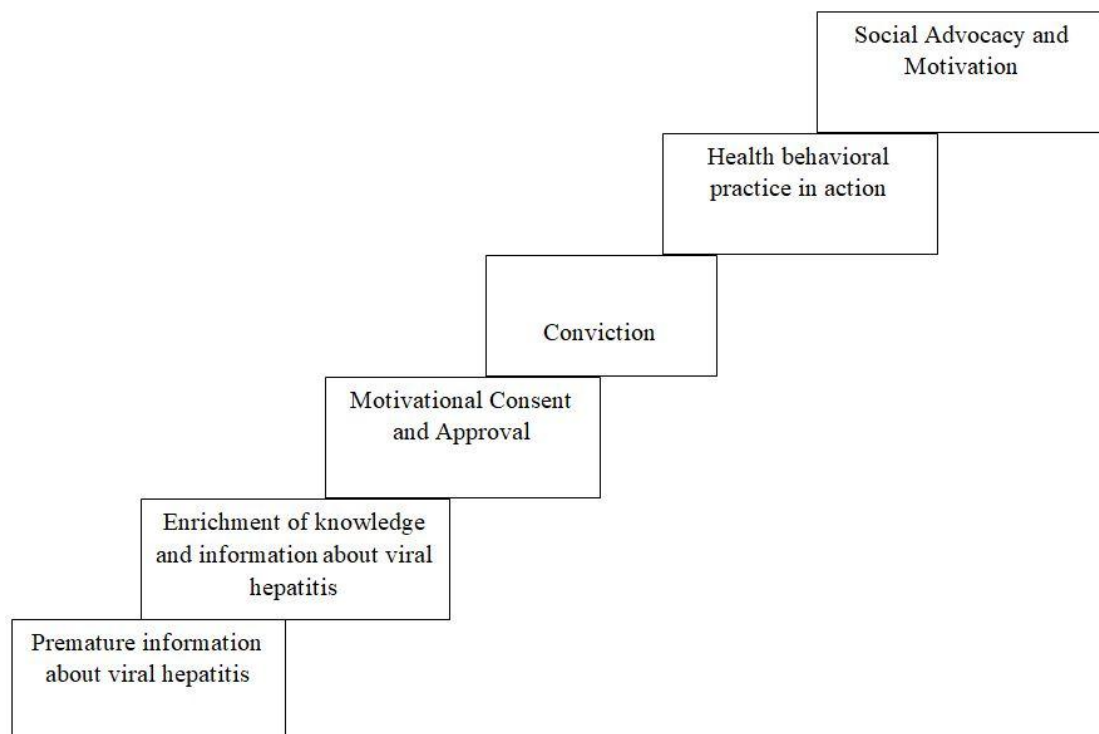 Social Advocacy and
Motivation
Health behavioral
practice in action
Conviction
Motivational Consent
and Approval
Enrichment of knowledge
and information about viral
hepatitis
Premature information
about viral hepatitis